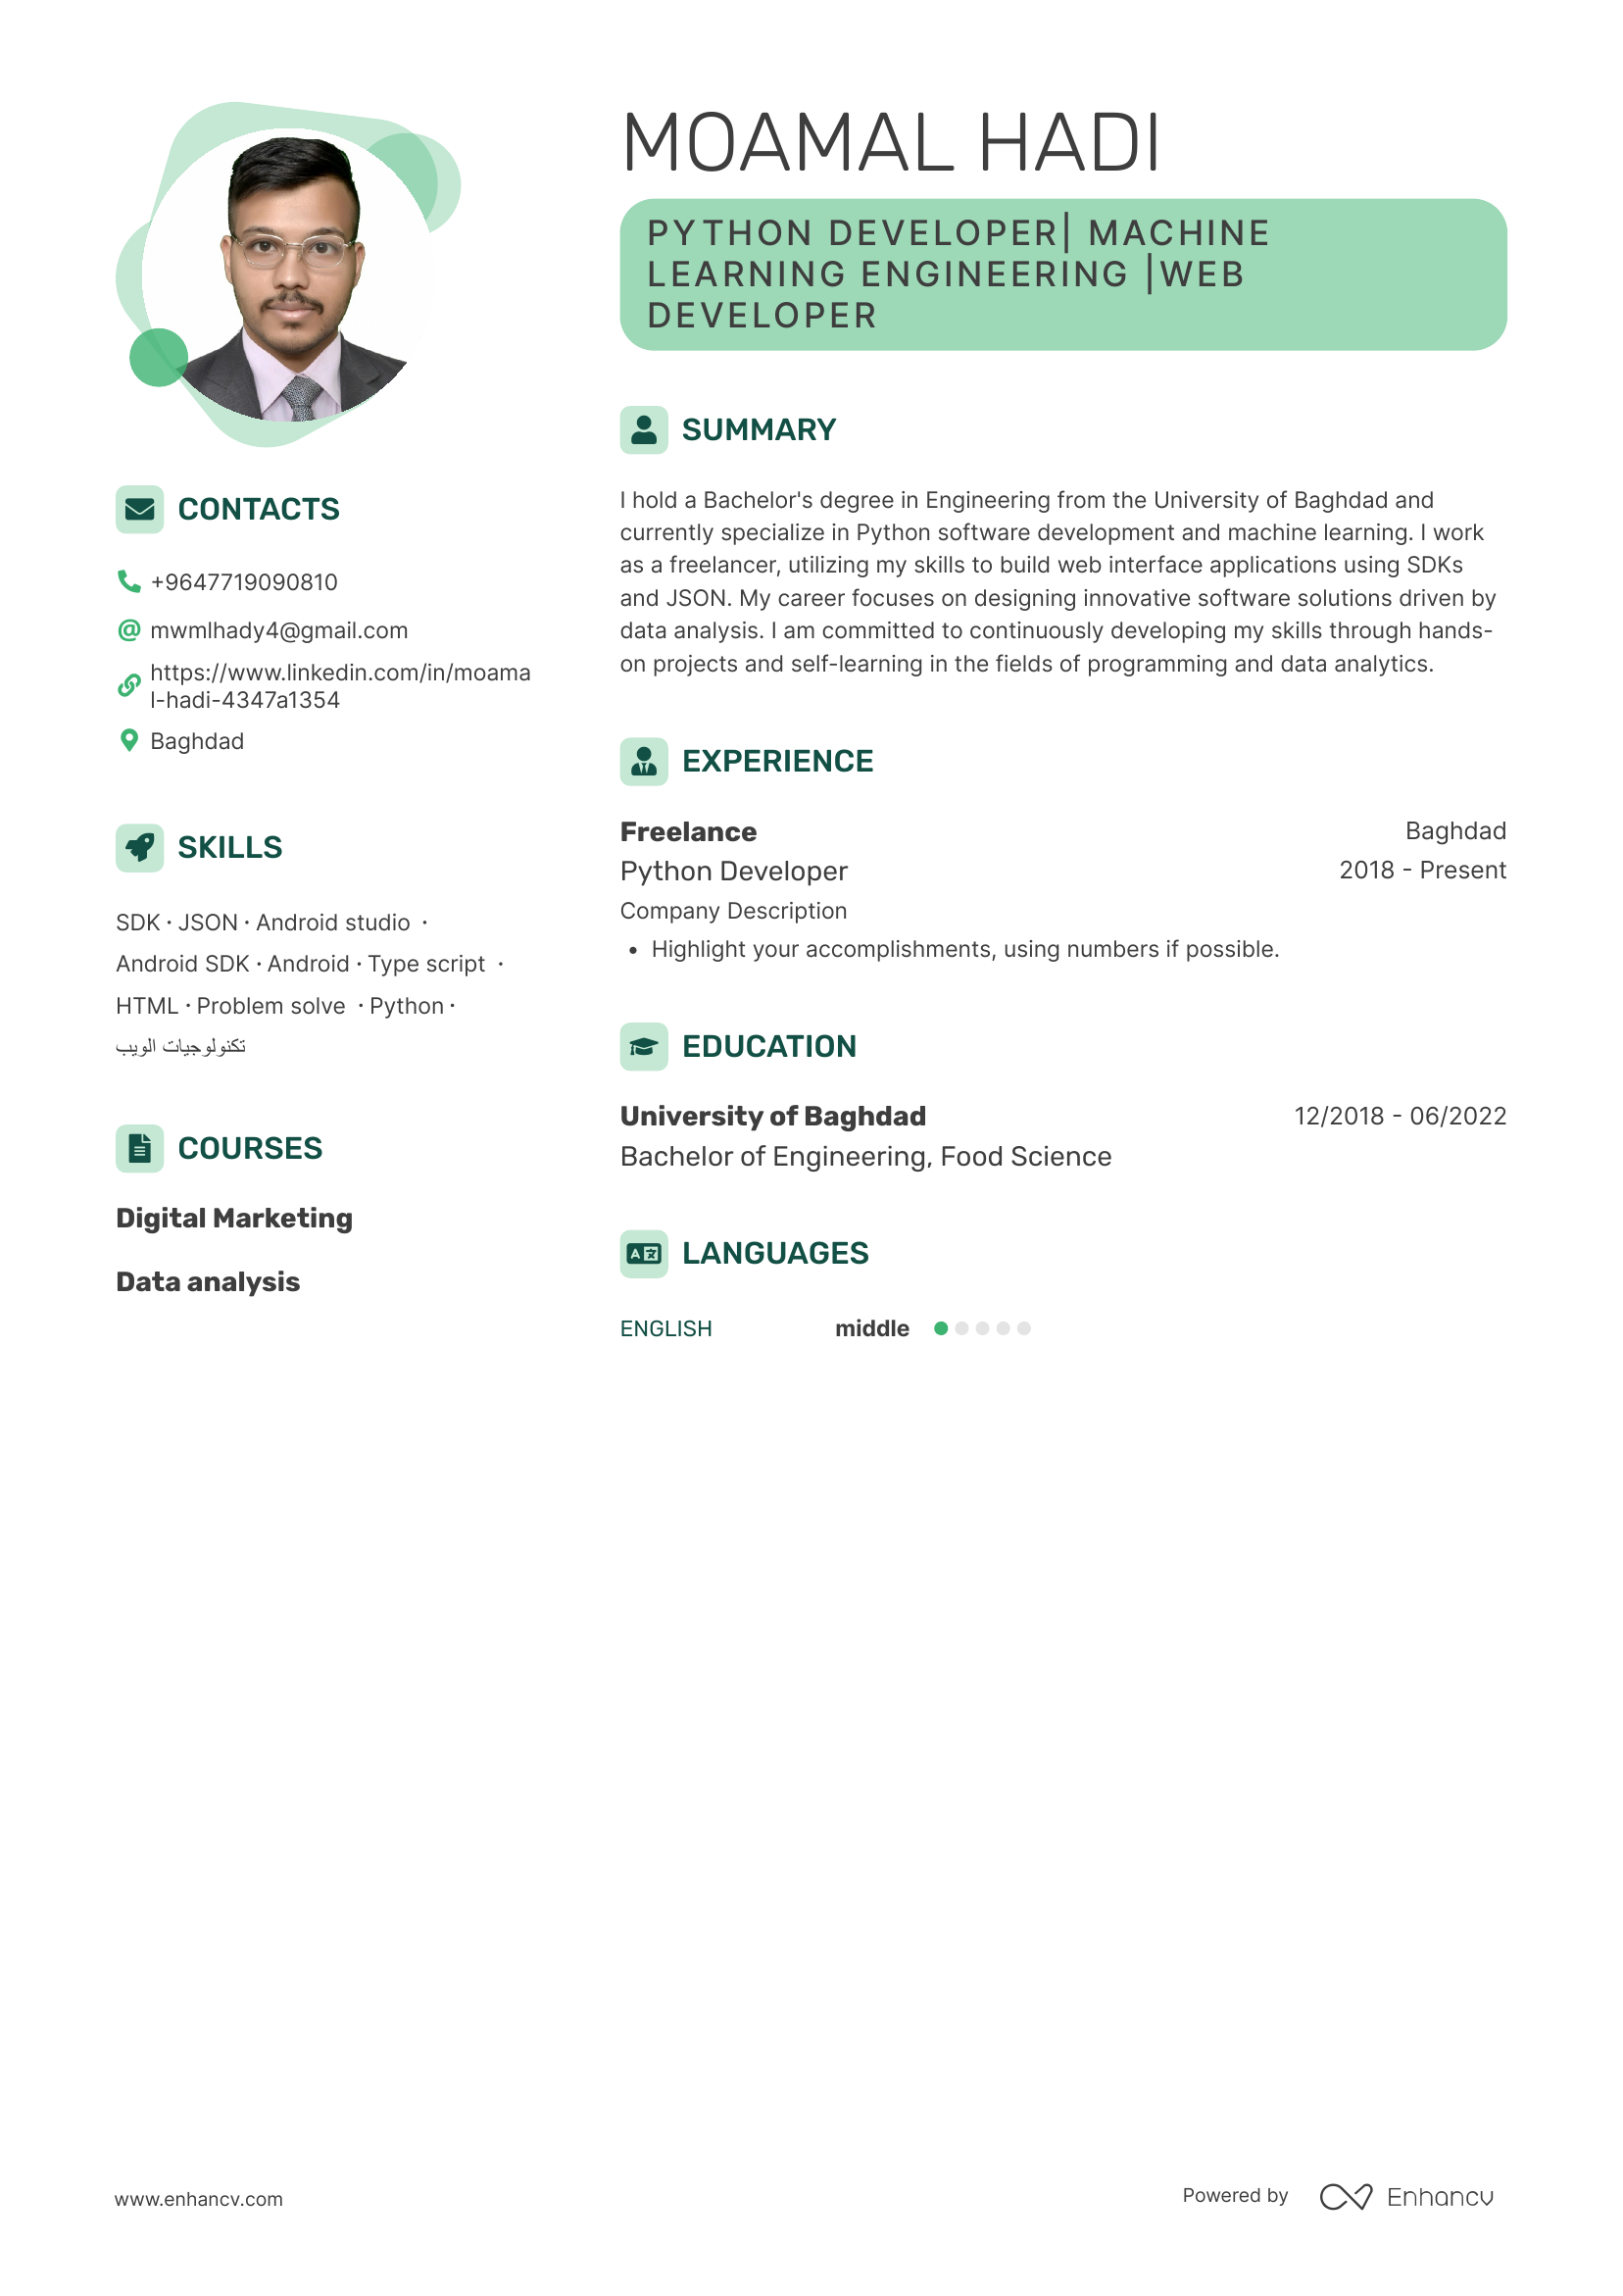 MOAMAL HADI
PYTHON DEVELOPER| MACHINE
LEARNING ENGINEERING |WEB
DEVELOPER
CONTACTS
+9647719090810
mwmlhady4@gmail.com
https://www.linkedin.com/in/moama
l-hadi-4347a1354
Baghdad
SKILLS
SDK · JSON · Android studio ·
Android SDK · Android · Type script ·
HTML · Problem solve · Python ·
تكنولوجيات الويب
COURSES
Digital Marketing
Data analysis
SUMMARY
I hold a Bachelor's degree in Engineering from the University of Baghdad and
currently specialize in Python software development and machine learning. I work
as a freelancer, utilizing my skills to build web interface applications using SDKs
and JSON. My career focuses on designing innovative software solutions driven by
data analysis. I am committed to continuously developing my skills through hands-
on projects and self-learning in the fields of programming and data analytics.
EXPERIENCE
Freelance Baghdad
Python Developer 2018 - Present
Company Description
• Highlight your accomplishments, using numbers if possible.
EDUCATION
University of Baghdad 12/2018 - 06/2022
Bachelor of Engineering, Food Science
LANGUAGES
ENGLISH middle
www.enhancv.com
Powered by Enhancv